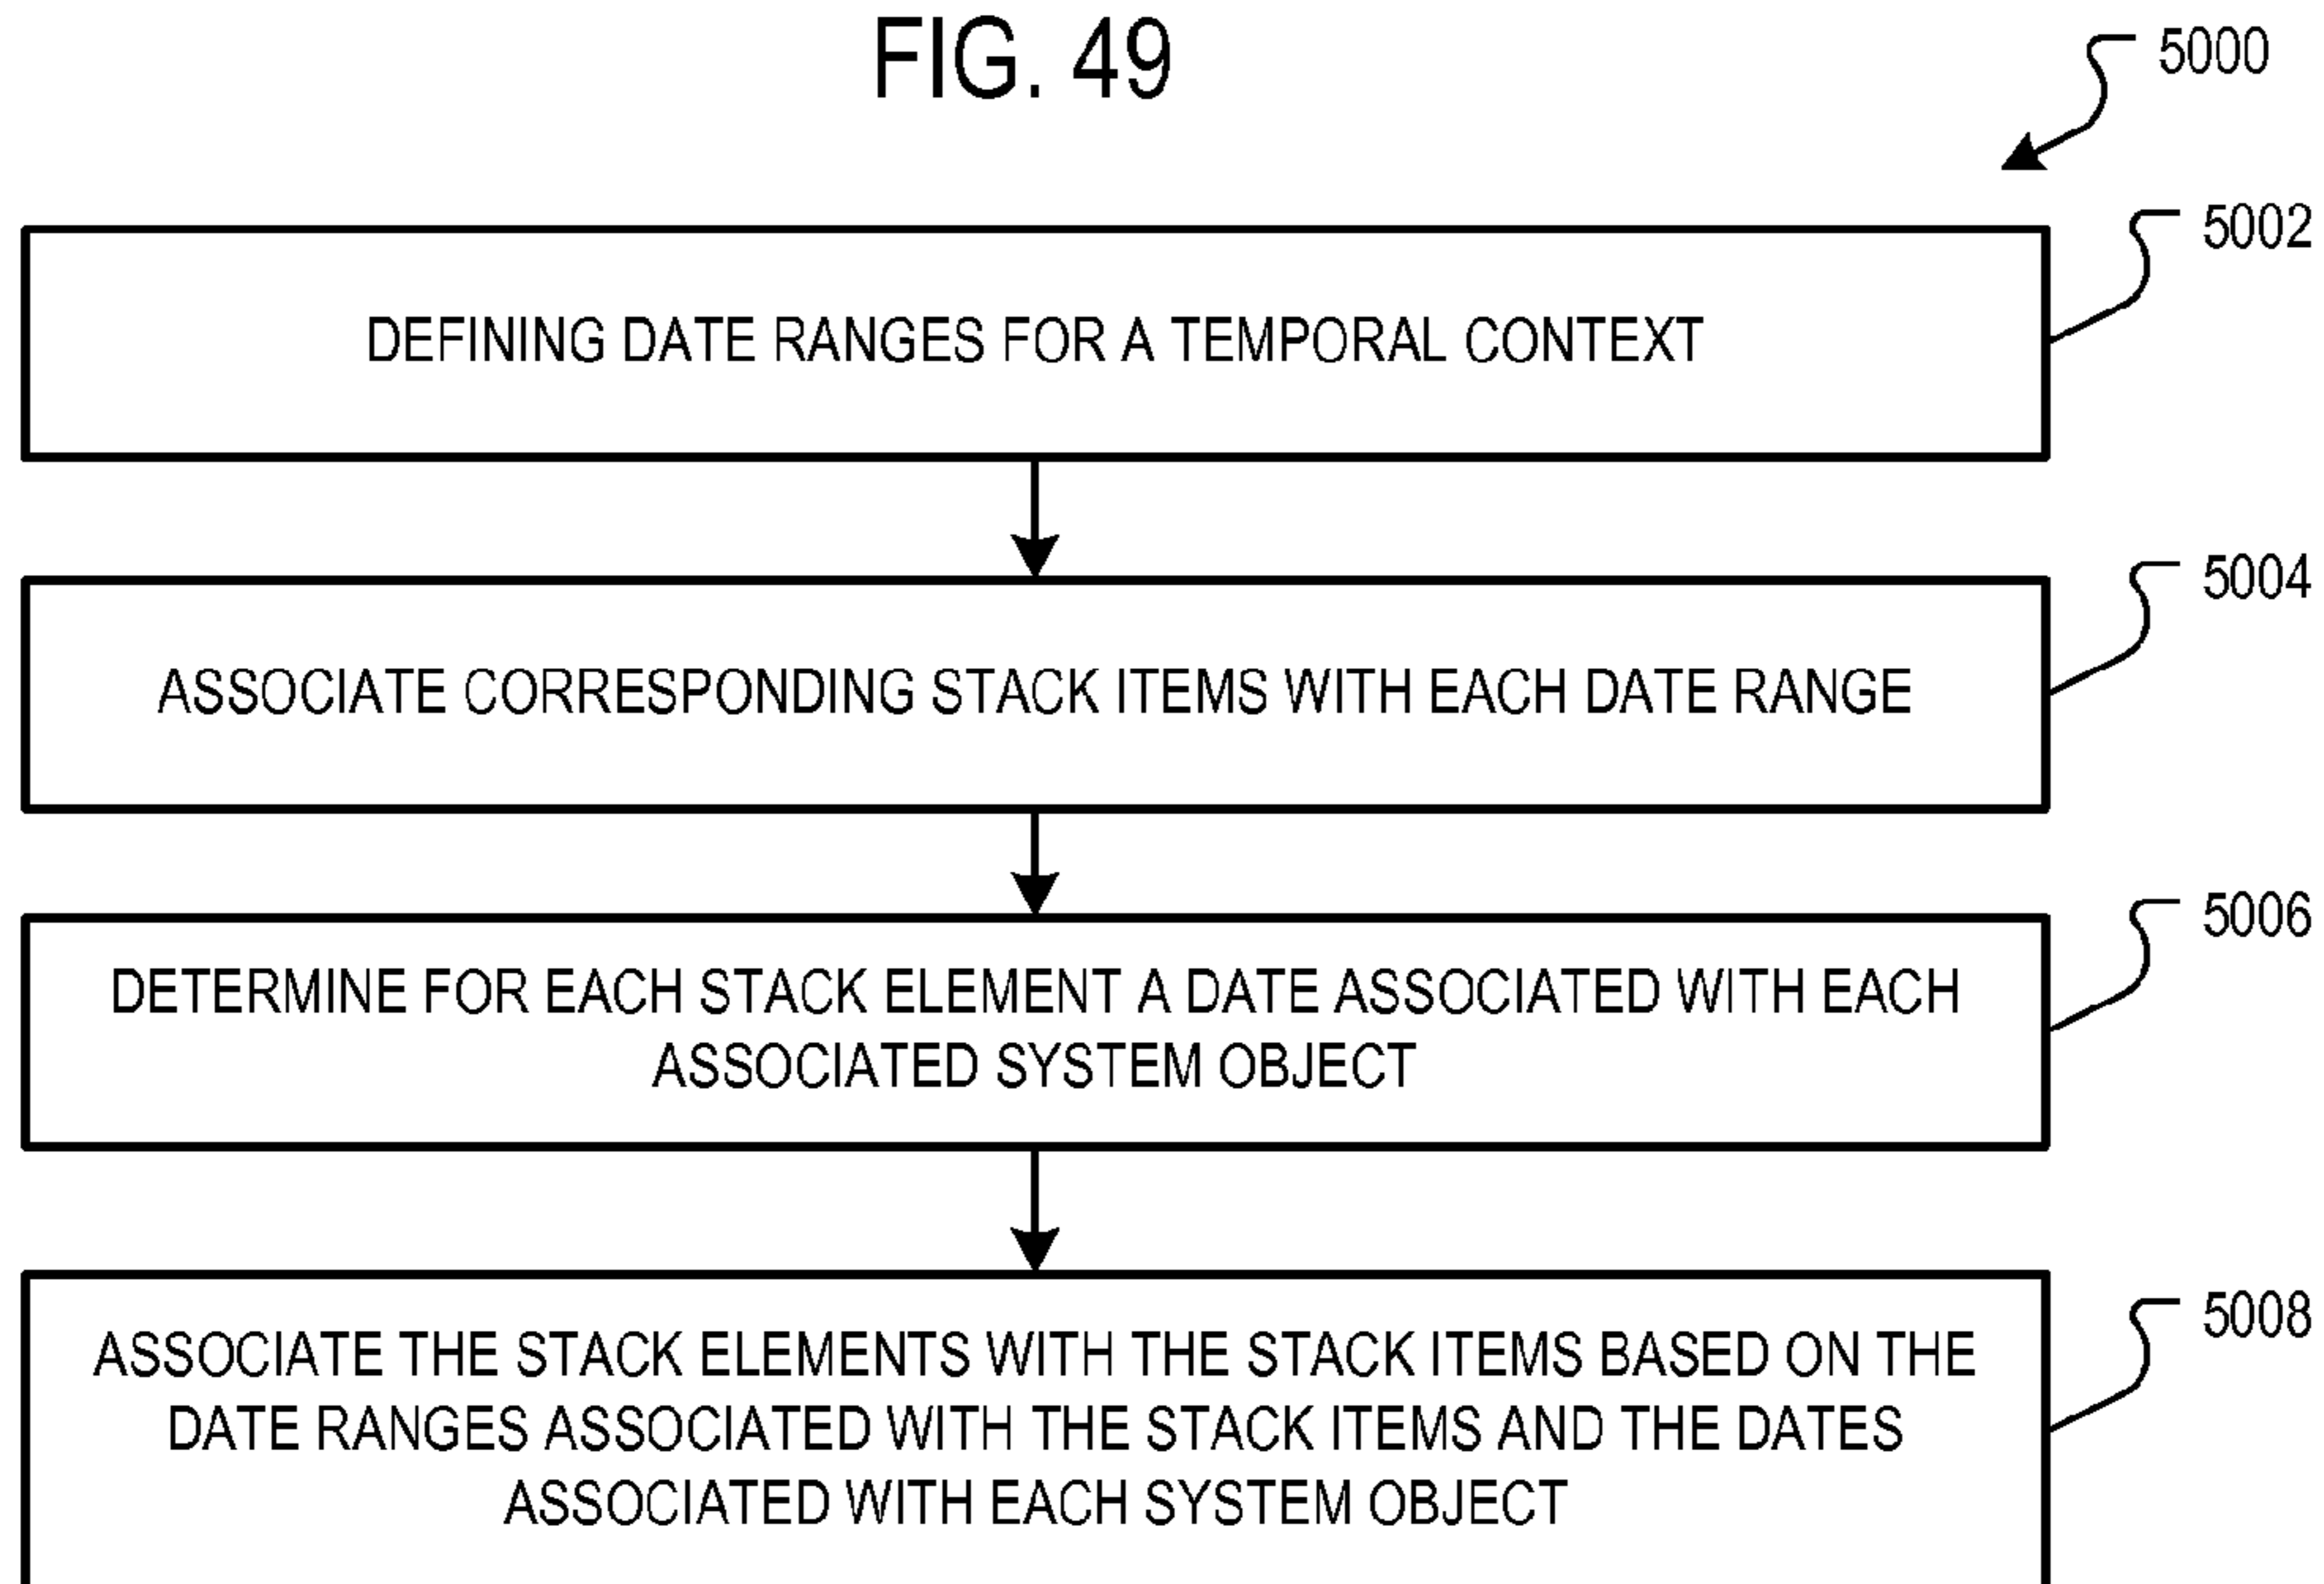 FIG. 49
5000
5002
DEFINING DATE RANGES FOR A TEMPORAL CONTEXT
5004
ASSOCIATE CORRESPONDING STACK ITEMS WITH EACH DATE RANGE
5006
DETERMINE FOR EACH STACK ELEMENT A DATE ASSOCIATED WITH EACH
ASSOCIATED SYSTEM OBJECT
5008
ASSOCIATE THE STACK ELEMENTS WITH THE STACK ITEMS BASED ON THE
DATE RANGES ASSOCIATED WITH THE STACK ITEMS AND THE DATES
ASSOCIATED WITH EACH SYSTEM OBJECT